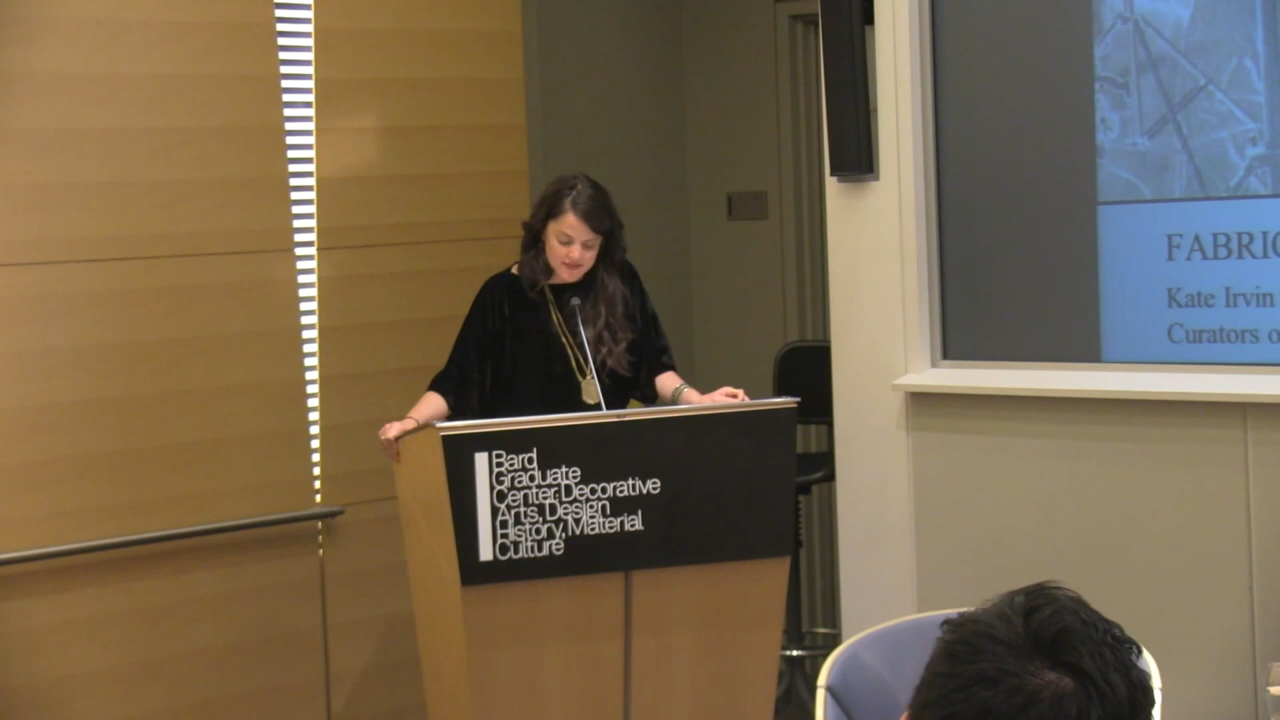 Bard
Graduate
Center: Decorative
Arts, Design
History, Material
Culture
FABRIC
Kate Irvin
Curators o